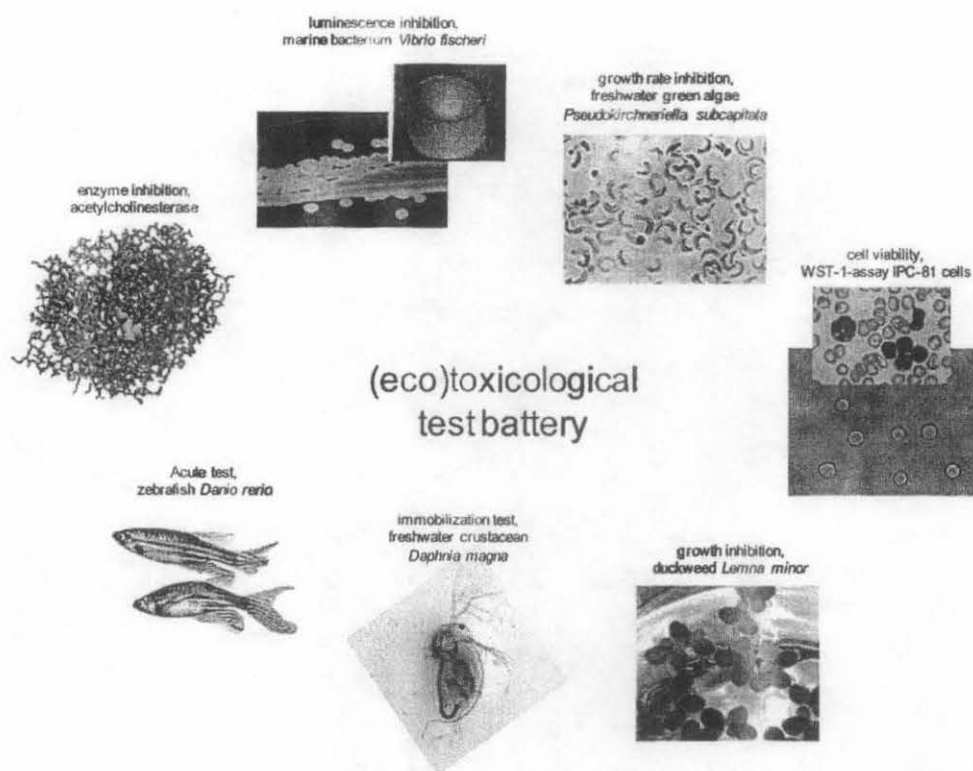 luminescence inhibition,
marine bacterium Vibrio fischeri
growth rate inhibition,
freshwater green algae
Pseudokirchneriella subcapitata
enzyme inhibition,
acetylcholinesterase
cell viability,
WST-1-assay IPC-81 cells
(eco)toxicological
test battery
Acute test,
zebrafish Danio rerio
immobilization test,
freshwater crustacean
Daphnia magna
growth inhibition,
duckweed Lemna minor